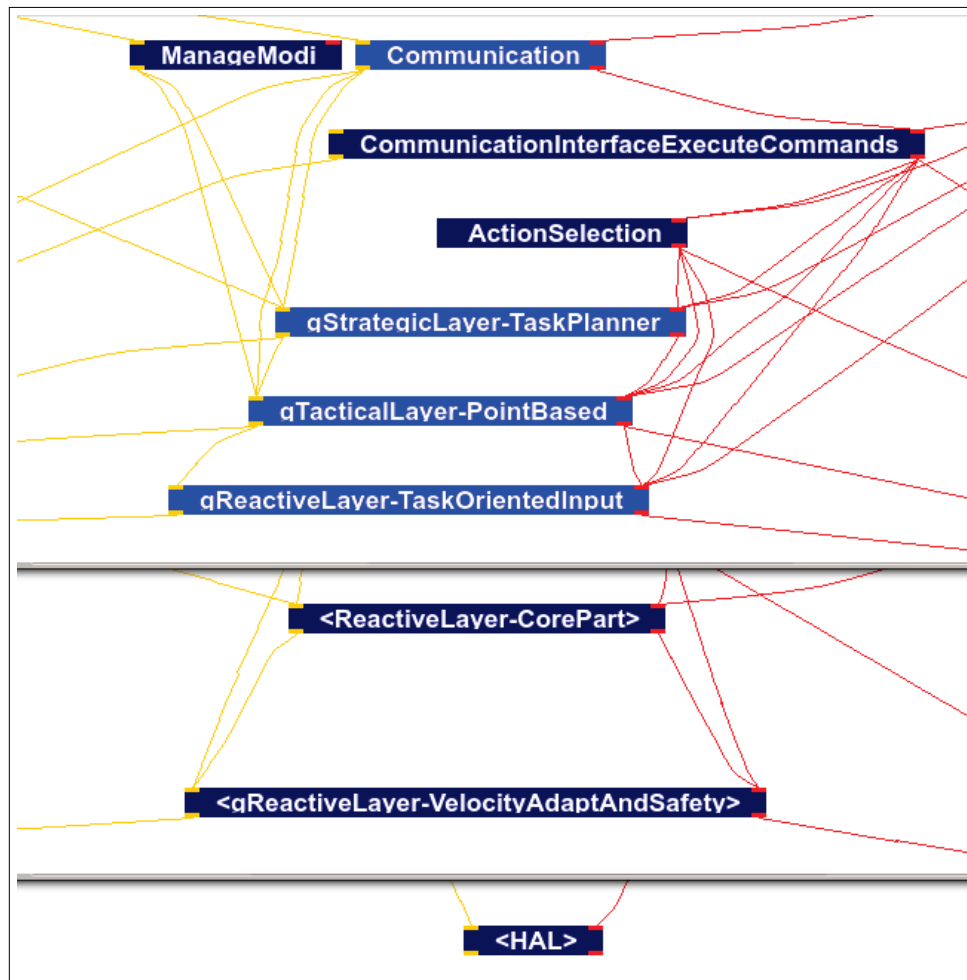 ManageModi
Communication
CommunicationInterfaceExecuteCommands
ActionSelection
gStrategicLayer-TaskPlanner
gTacticalLayer-PointBased
gReactiveLayer-TaskOrientedInput
<ReactiveLayer-CorePart>
<gReactiveLayer-VelocityAdaptAndSafety>
<HAL>